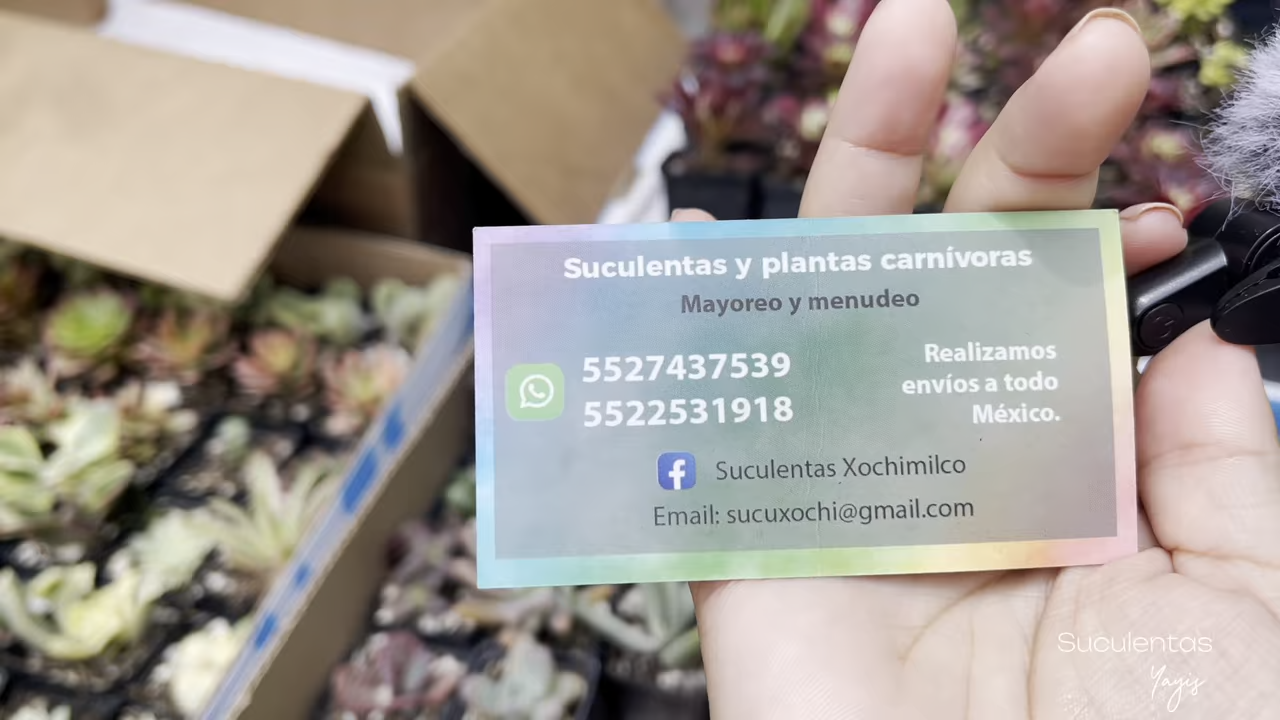 Suculentas y plantas carnívoras
Mayoreo y menudeo
5527437539
5522531918
Realizamos
envíos a todo
México.
Suculentas Xochimilco
Email: sucuxochi@gmail.com
Suculentas
Yayis